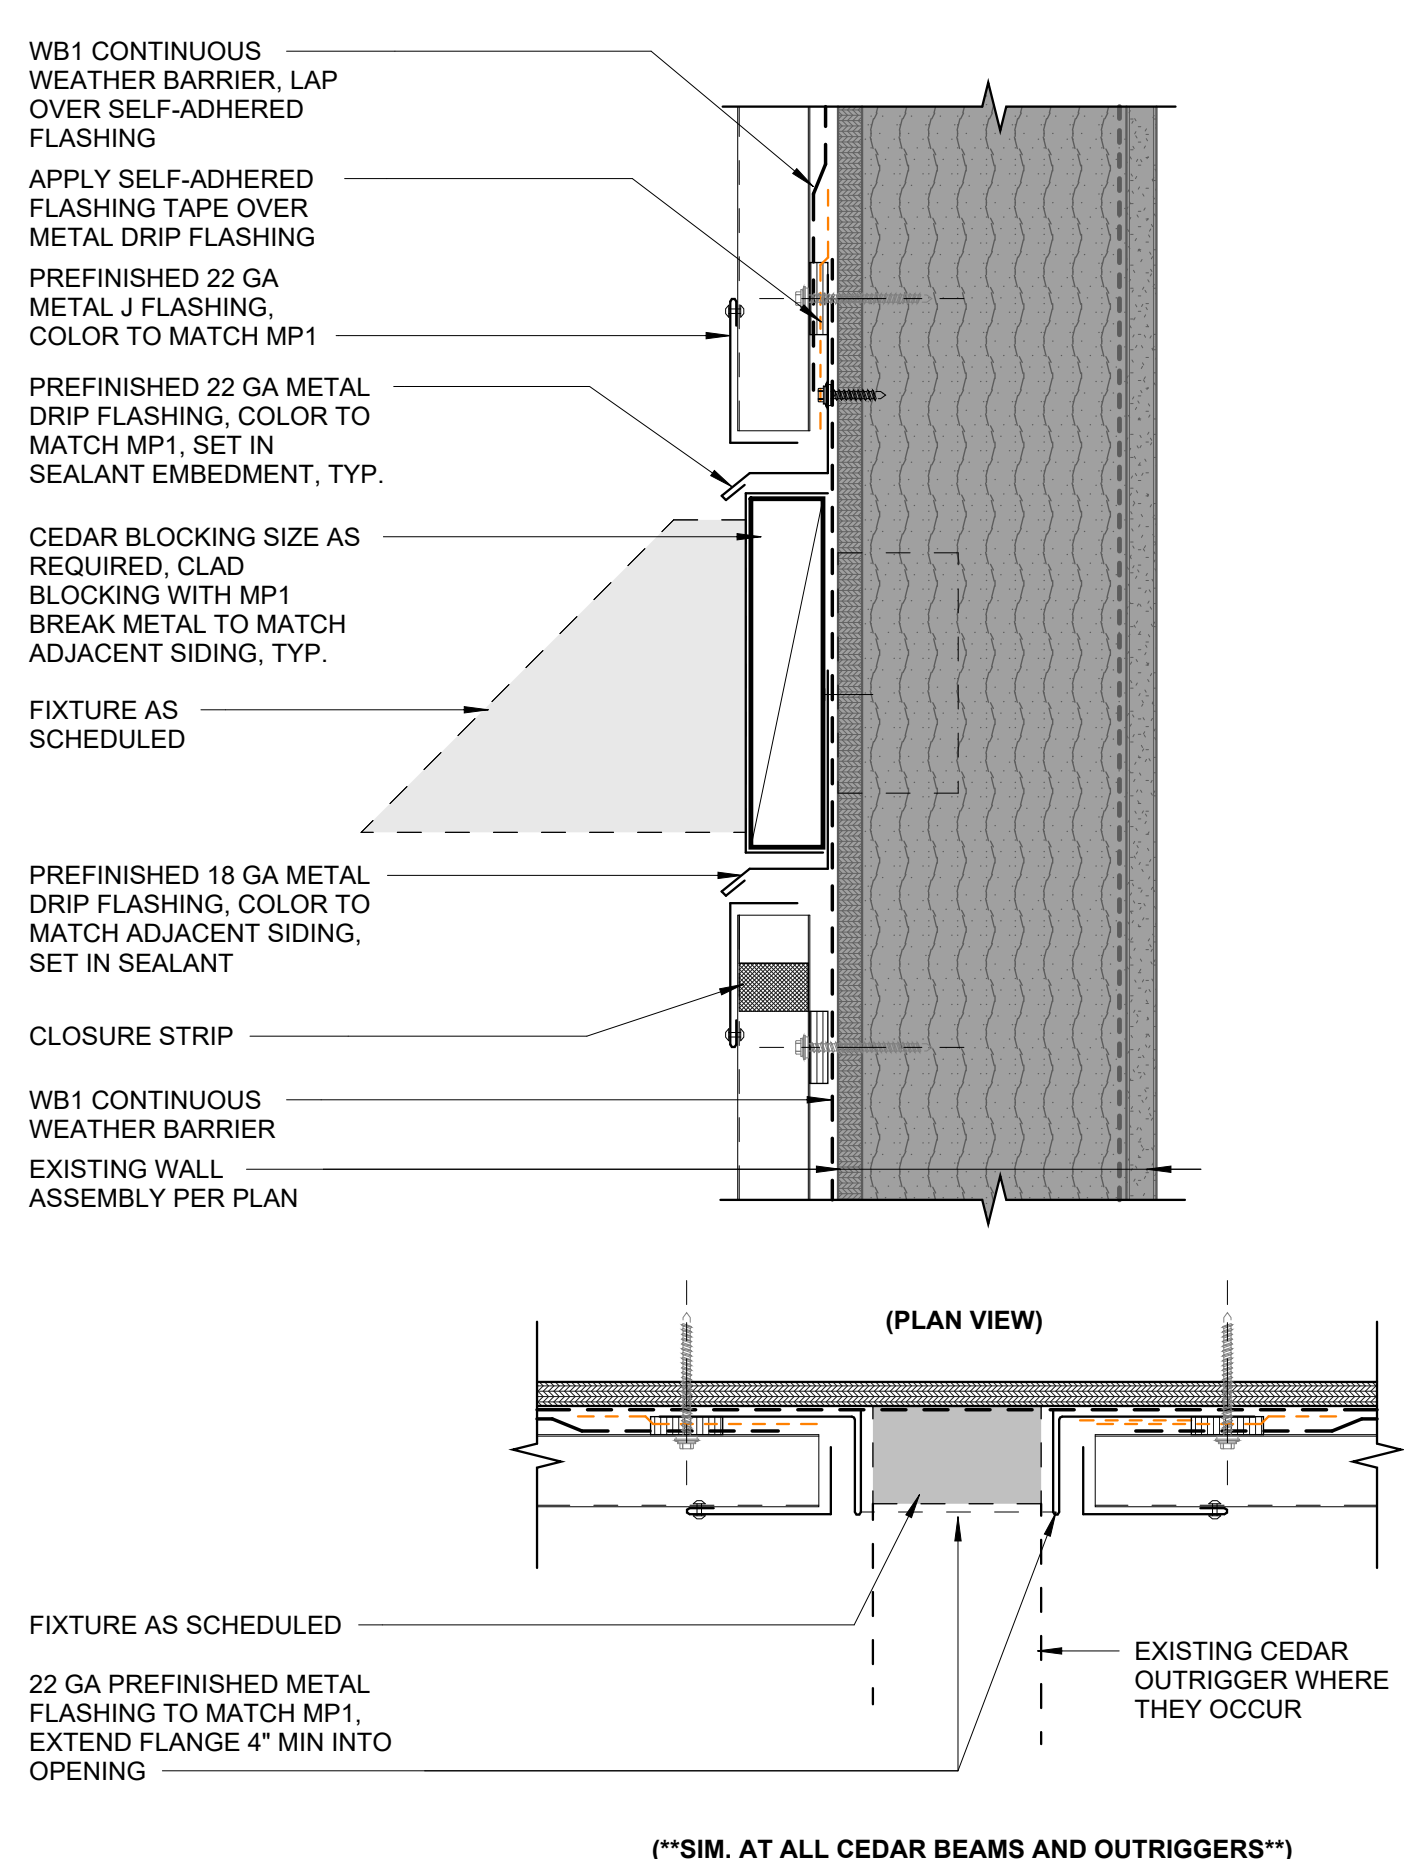 WB1 CONTINUOUS
WEATHER BARRIER, LAP
OVER SELF-ADHERED
FLASHING
APPLY SELF-ADHERED
FLASHING TAPE OVER
METAL DRIP FLASHING
PREFINISHED 22 GA
METAL J FLASHING,
COLOR TO MATCH MP1
PREFINISHED 22 GA METAL
DRIP FLASHING, COLOR TO
MATCH MP1, SET IN
SEALANT EMBEDMENT, TYP.
CEDAR BLOCKING SIZE AS
REQUIRED, CLAD
BLOCKING WITH MP1
BREAK METAL TO MATCH
ADJACENT SIDING, TYP.
FIXTURE AS
SCHEDULED
PREFINISHED 18 GA METAL
DRIP FLASHING, COLOR TO
MATCH ADJACENT SIDING,
SET IN SEALANT
CLOSURE STRIP
WB1 CONTINUOUS
WEATHER BARRIER
EXISTING WALL
ASSEMBLY PER PLAN
(PLAN VIEW)
FIXTURE AS SCHEDULED
22 GA PREFINISHED METAL
FLASHING TO MATCH MP1,
EXTEND FLANGE 4" MIN INTO
OPENING
EXISTING CEDAR
OUTRIGGER WHERE
THEY OCCUR
(**SIM. AT ALL CEDAR BEAMS AND OUTRIGGERS**)